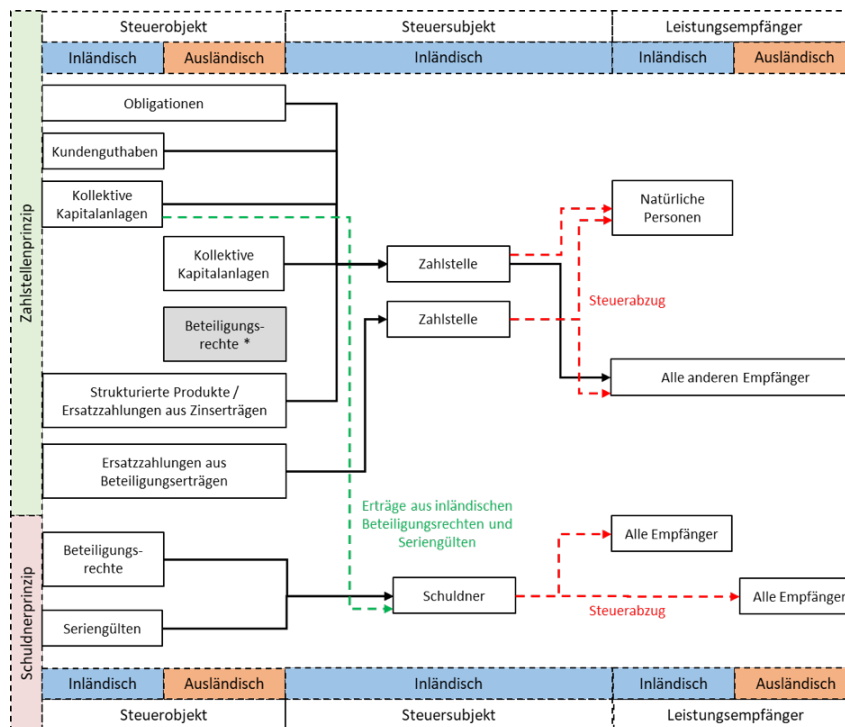 Steuerobjekt
Steuersubjekt
Leistungsempfänger
Inländisch
Ausländisch
Inländisch
Inländisch
Ausländisch
Zahlstellenprinzip
Obligationen
Kundenguthaben
Kollektive
Kapitalanlagen
Kollektive
Kapitalanlagen
Beteiligungs-
rechte *
Strukturierte Produkte /
Ersatzzahlungen aus Zinserträgen
Ersatzzahlungen aus
Beteiligungserträgen
Zahlstelle
Zahlstelle
Natürliche
Personen
Steuerabzug
Alle anderen Empfänger
Erträge aus inländischen
Beteiligungsrechten und
Seriengülten
Schuldnerprinzip
Beteiligungs-
rechte
Seriengülten
Schuldner
Alle Empfänger
Steuerabzug
Alle Empfänger
Inländisch
Ausländisch
Inländisch
Inländisch
Ausländisch
Steuerobjekt
Steuersubjekt
Leistungsempfänger